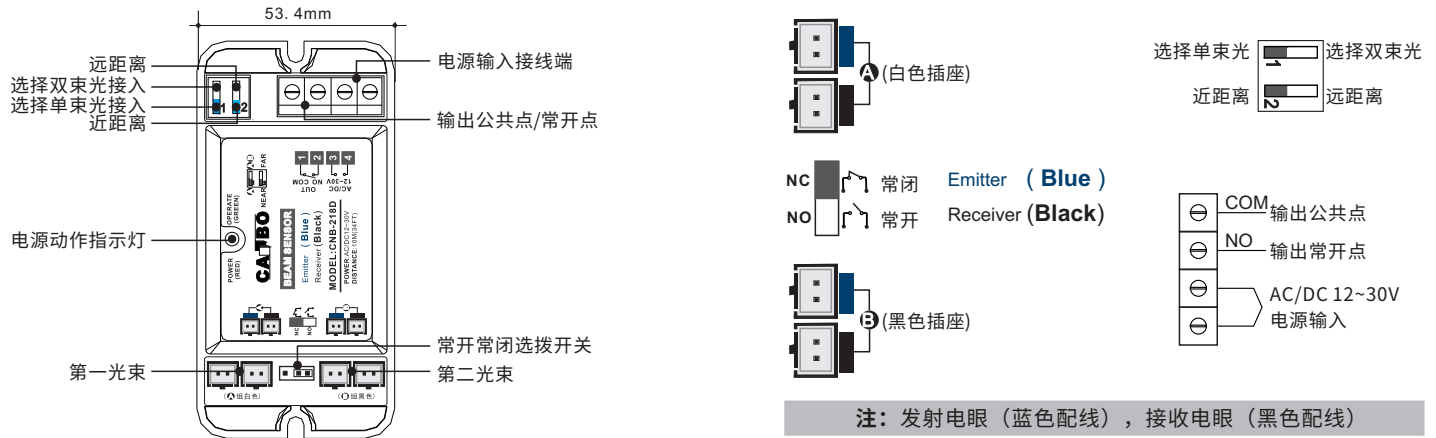 53. 4mm
远距离
选择双束光接入
选择单束光接入
近距离
1
2
电源输入接线端
输出公共点/常开点
FAR
NEAR
1 2 3 4
COM NO
OUT
AC/DC
12~30V
OPERATE
(GREEN)
POWER
(RED)
BEAM SENSOR
Emitter ( Blue )
Receiver (Black)
MODEL:CNB-218D
POWER:AC/DC12~30V
DISTANCE:10M(34FT)
NC
NO
电源动作指示灯
常开常闭选拨开关
第一光束
第二光束
(A组白色)
(B组黑色)
A (白色插座)
NC 常闭
NO 常开
Emitter ( Blue )
Receiver (Black)
B (黑色插座)
选择单束光 1 选择双束光
近距离 2 远距离
COM 输出公共点
NO 输出常开点
AC/DC 12~30V
电源输入
注：发射电眼（蓝色配线），接收电眼（黑色配线）